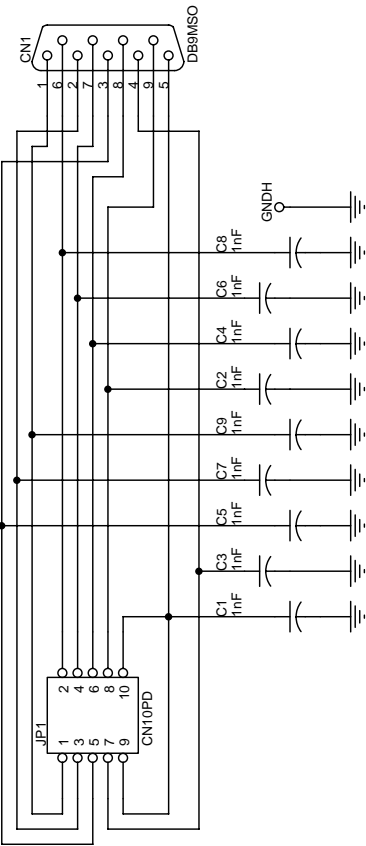 CN1
DB9MSO
1
6
2
7
3
8
4
9
5
GNDH
C8
1nF
C6
1nF
C4
1nF
C2
1nF
C9
1nF
C7
1nF
C5
1nF
C3
1nF
C1
1nF
JP1
1
3
5
7
9
2
4
6
8
10
CN10PD